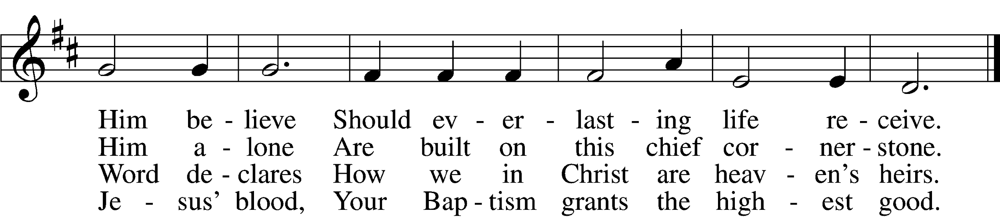 Him be - lieve Should ev - er - last - ing life re - ceive.
Him a - lone Are built on this chief cor - ner - stone.
Word de - clares How we in Christ are heav - en’s heirs.
Je - sus’ blood, Your Bap - tism grants the high - est good.